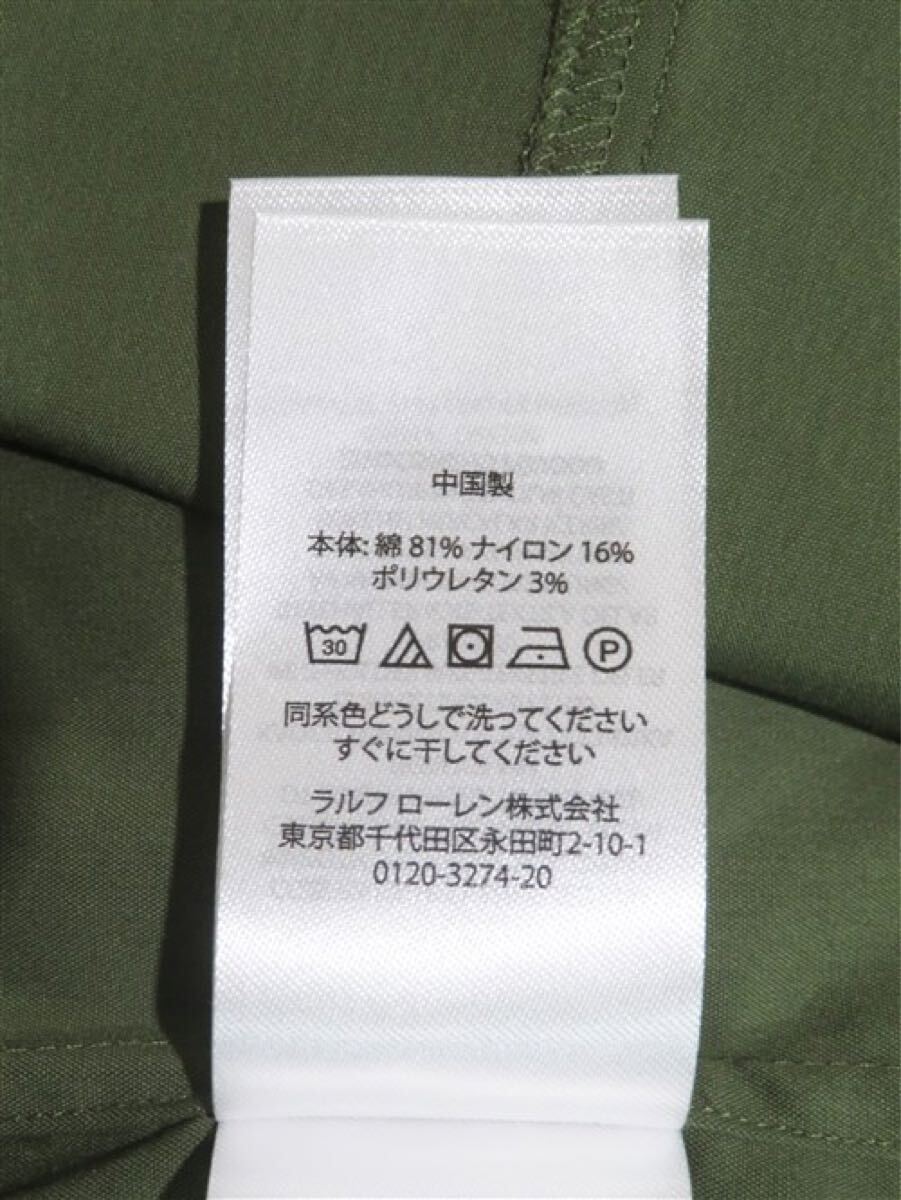 中国製
本体: 綿 81% ナイロン 16%
ポリウレタン 3%
30
P
同系色どうしで洗ってください
すぐに干してください
ラルフ ローレン株式会社
東京都千代田区永田町2-10-1
0120-3274-20